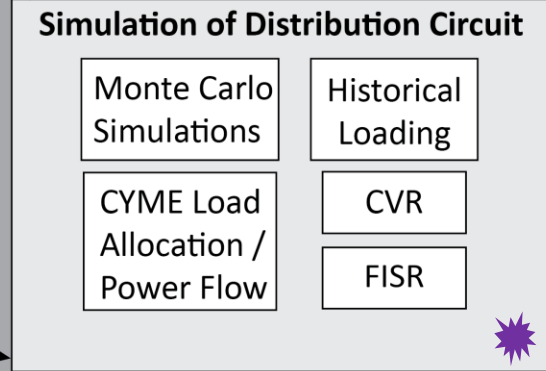 Simulation of Distribution Circuit
Monte Carlo
Simulations
Historical
Loading
CYME Load
Allocation /
Power Flow
CVR
FISR